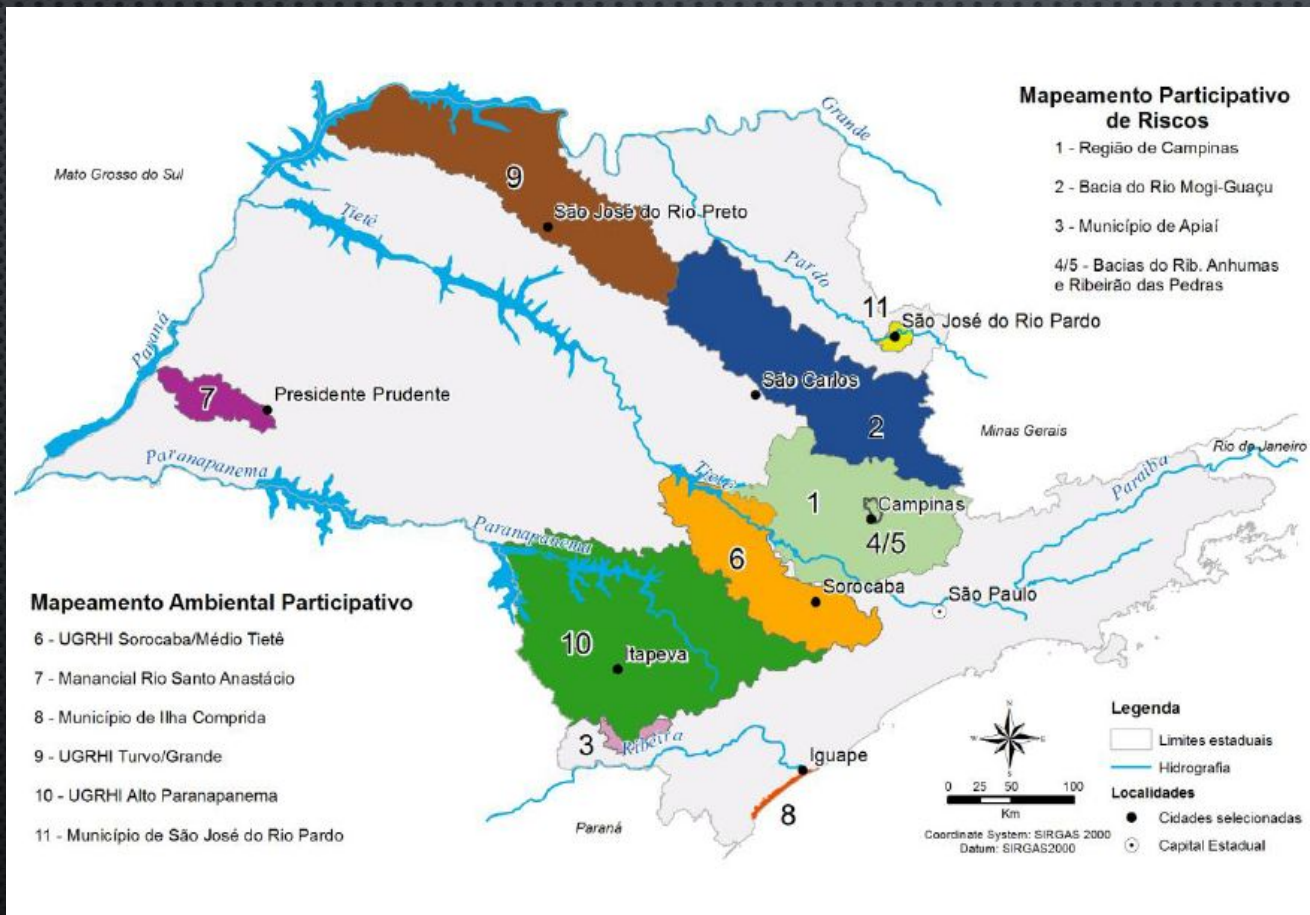 Mapeamento Participativo
de Riscos
1 - Região de Campinas
2 - Bacia do Rio Mogi-Guaçu
3 - Município de Apiaí
4/5 - Bacias do Rib. Anhumas
e Ribeirão das Pedras
Grande
Mato Grosso do Sul
9
São José do Rio Preto
Tietê
Pardo
11
São José do Rio Pardo
Paraná
7
Presidente Prudente
São Carlos
2
Minas Gerais
Rio de Janeiro
Paranapanema
Tietê
Paraiba
1
Campinas
4/5
Paranapanema
6
Sorocaba
São Paulo
10
Itapeva
3
Ribeira
Iguape
8
Paraná
Mapeamento Ambiental Participativo
6 - UGRHI Sorocaba/Médio Tietê
7 - Manancial Rio Santo Anastácio
8 - Município de Ilha Comprida
9 - UGRHI Turvo/Grande
10 - UGRHI Alto Paranapanema
11 - Município de São José do Rio Pardo
N
W
E
S
0 25 50 100
Km
Coordinate System: SIRGAS 2000
Datum: SIRGAS2000
Legenda
Limites estaduais
Hidrografia
Localidades
Cidades selecionadas
Capital Estadual